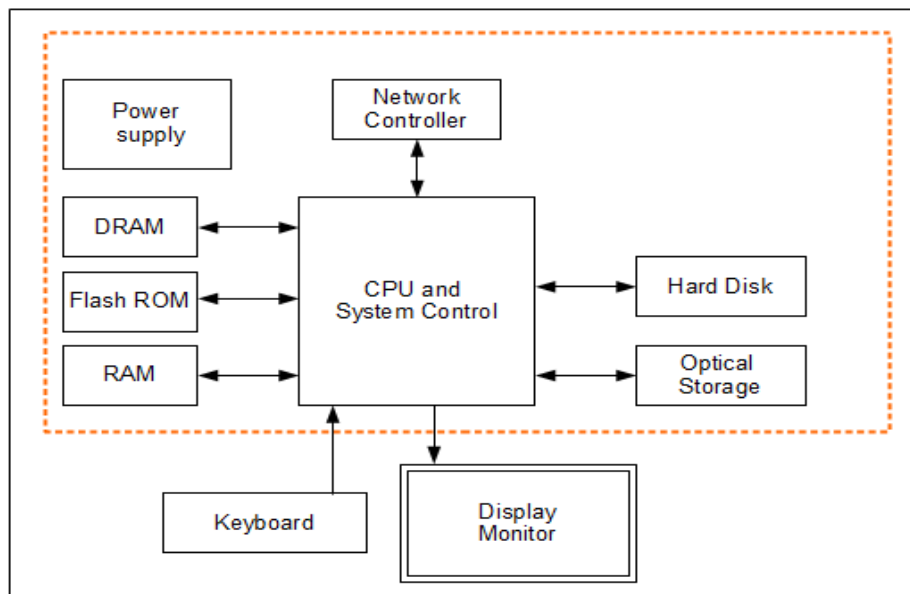 Power
supply
Network
Controller
DRAM
Flash ROM
RAM
CPU and
System Control
Hard Disk
Optical
Storage
Keyboard
Display
Monitor